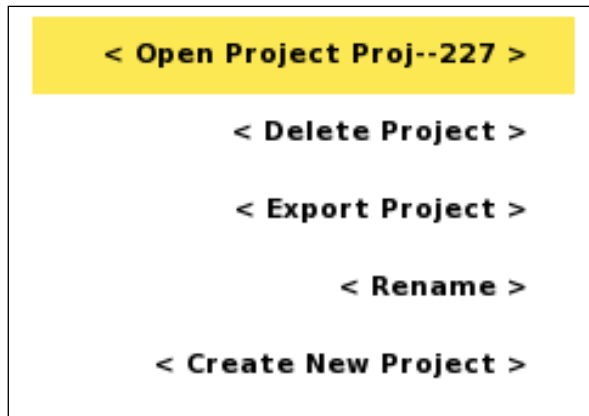 < Open Project Proj--227 >
< Delete Project >
< Export Project >
< Rename >
< Create New Project >